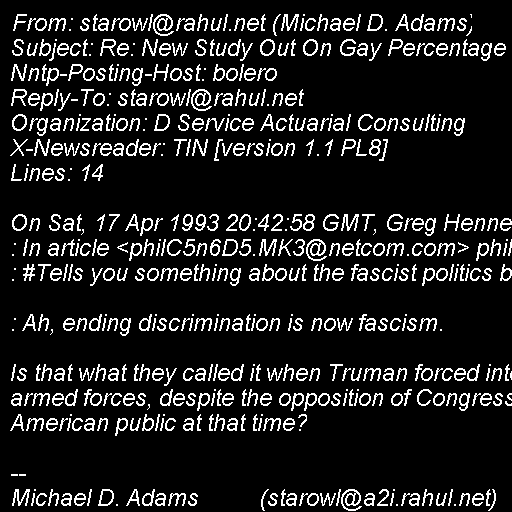 From: starowl@rahul.net (Michael D. Adams)
Subject: Re: New Study Out On Gay Percentage
Nntp-Posting-Host: bolero
Reply-To: starowl@rahul.net
Organization: D Service Actuarial Consulting
X-Newsreader: TIN [version 1.1 PL8]
Lines: 14
On Sat, 17 Apr 1993 20:42:58 GMT, Greg Henne
: In article <philC5n6D5.MK3@netcom.com> phil
: #Tells you something about the fascist politics b
: Ah, ending discrimination is now fascism.
Is that what they called it when Truman forced int
armed forces, despite the opposition of Congress
American public at that time?
--
Michael D. Adams (starowl@a2i.rahul.net)